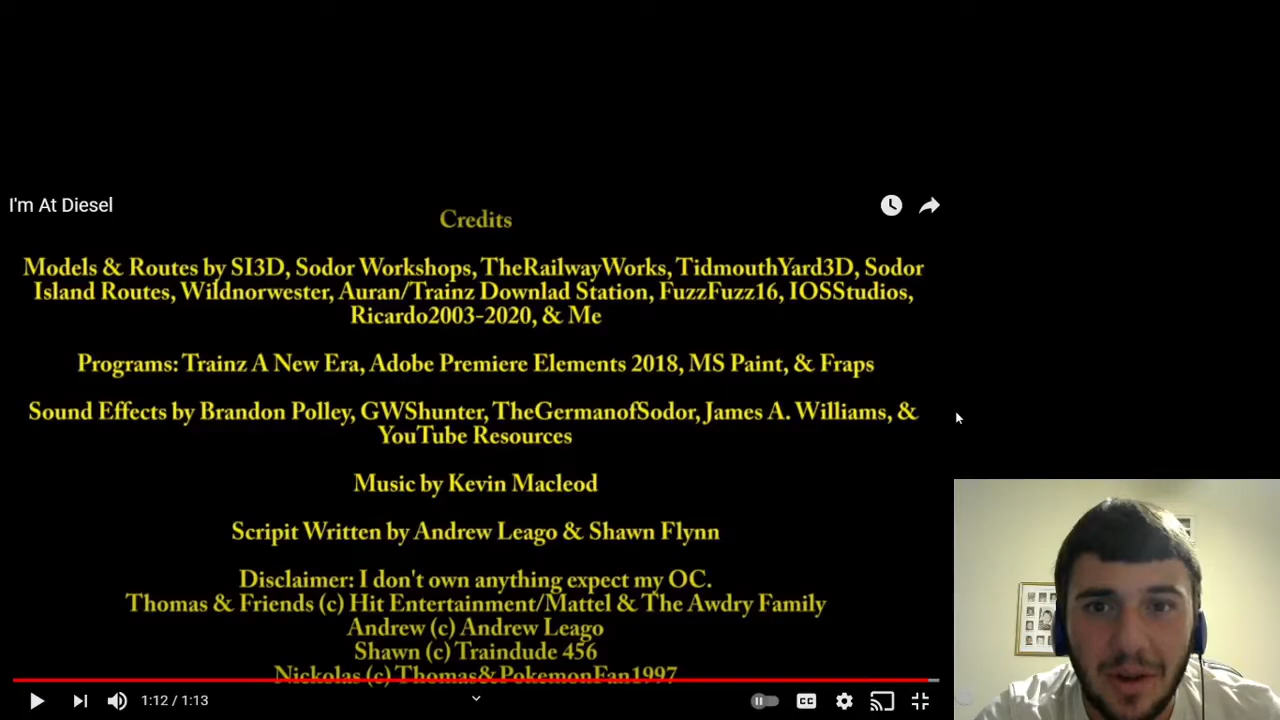 I'm At Diesel
Credits
Models & Routes by SI3D, Sodor Workshops, TheRailwayWorks, TidmouthYard3D, Sodor
Island Routes, Wildnorwester, Auran/Trainz Downlad Station, FuzzFuzz16, IOSStudios,
Ricardo2003-2020, & Me
Programs: Trainz A New Era, Adobe Premiere Elements 2018, MS Paint, & Fraps
Sound Effects by Brandon Polley, GWShunter, TheGermanofSodor, James A. Williams, &
YouTube Resources
Music by Kevin Macleod
Scripit Written by Andrew Leago & Shawn Flynn
Disclaimer: I don't own anything expect my OC.
Thomas & Friends (c) Hit Entertainment/Mattel & The Awdry Family
Andrew (c) Andrew Leago
Shawn (c) Traindude 456
Nickolas (c) Thomas&PokemonFan1997
1:12 / 1:13
CC